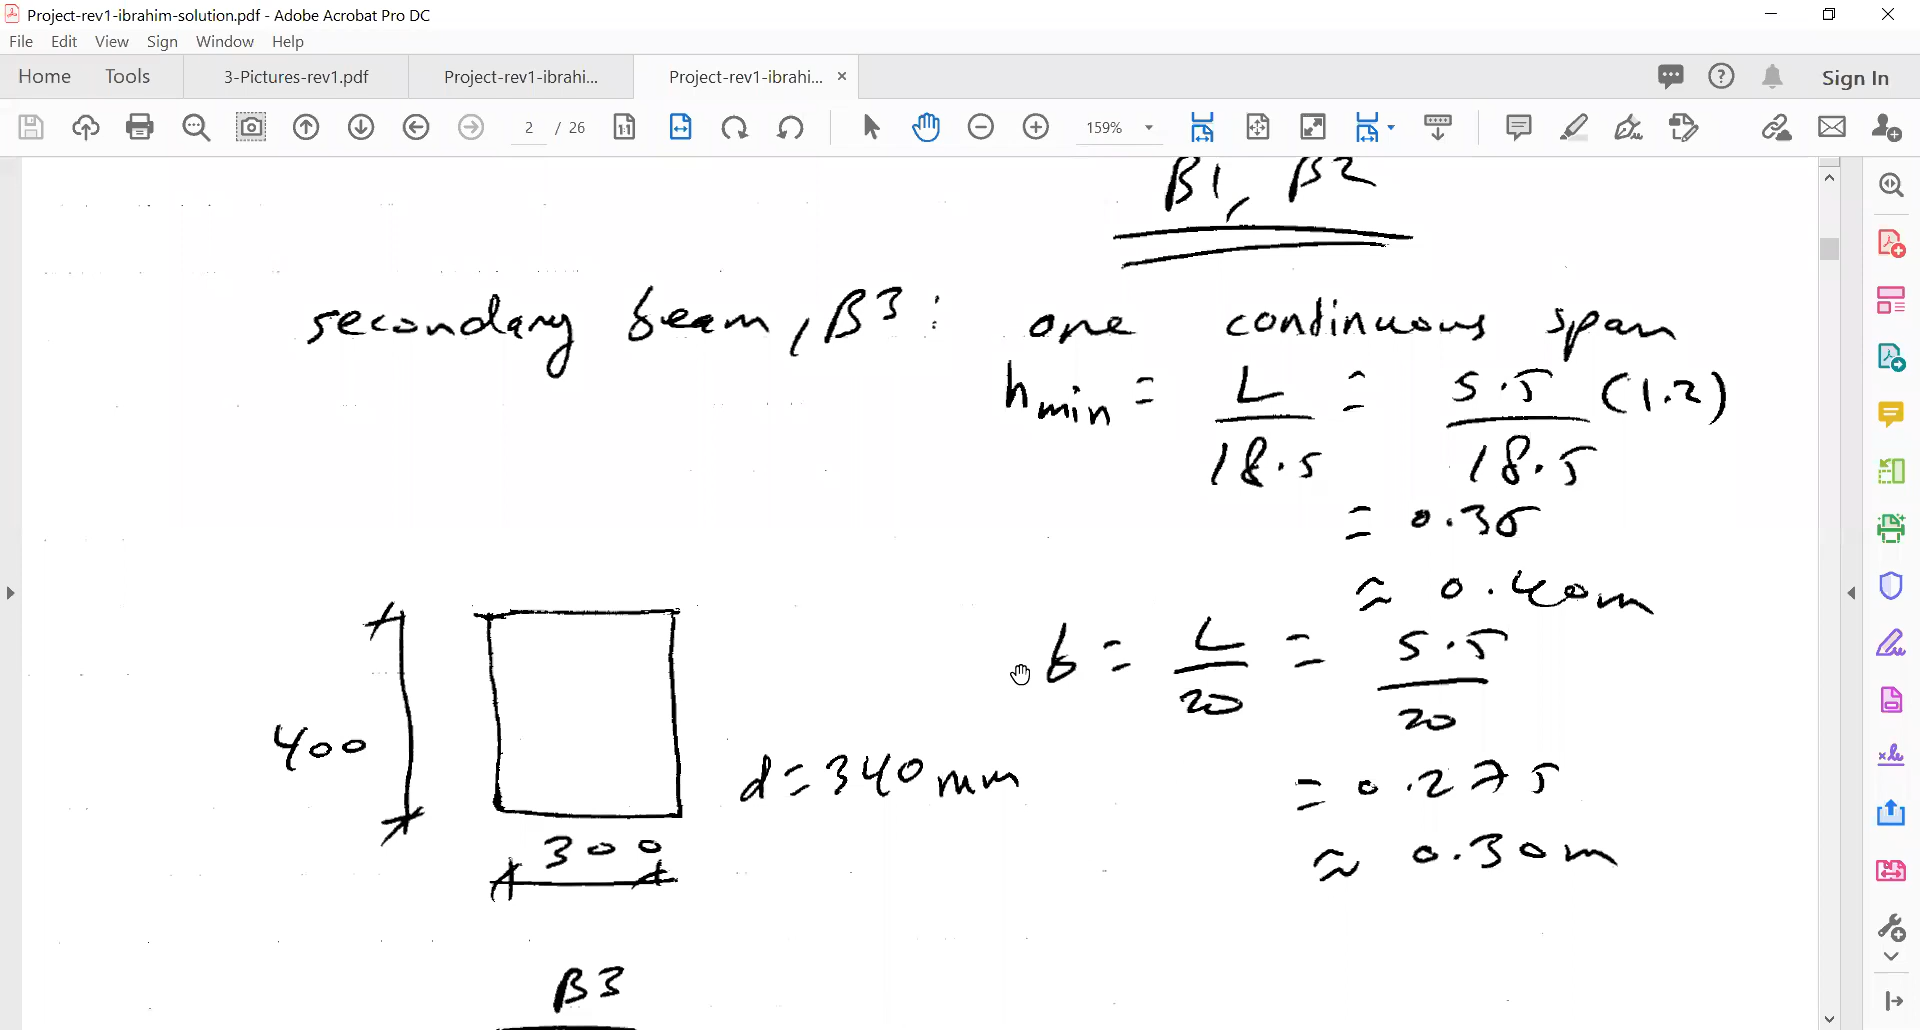 Project-rev1-ibrahim-solution.pdf - Adobe Acrobat Pro DC
File Edit View Sign Window Help
Home Tools 3-Pictures-rev1.pdf Project-rev1-ibrahi... Project-rev1-ibrahi... × Sign In
2 / 26 159%
B1, B2
secondary beam, B3 : one continuous span
hmin = L/18.5 = 5.5/18.5 (1.2)
= 0.35
≈ 0.40m
b = L/20 = 5.5/20
400
d = 340 mm
= 0.275
300
≈ 0.30m
B3